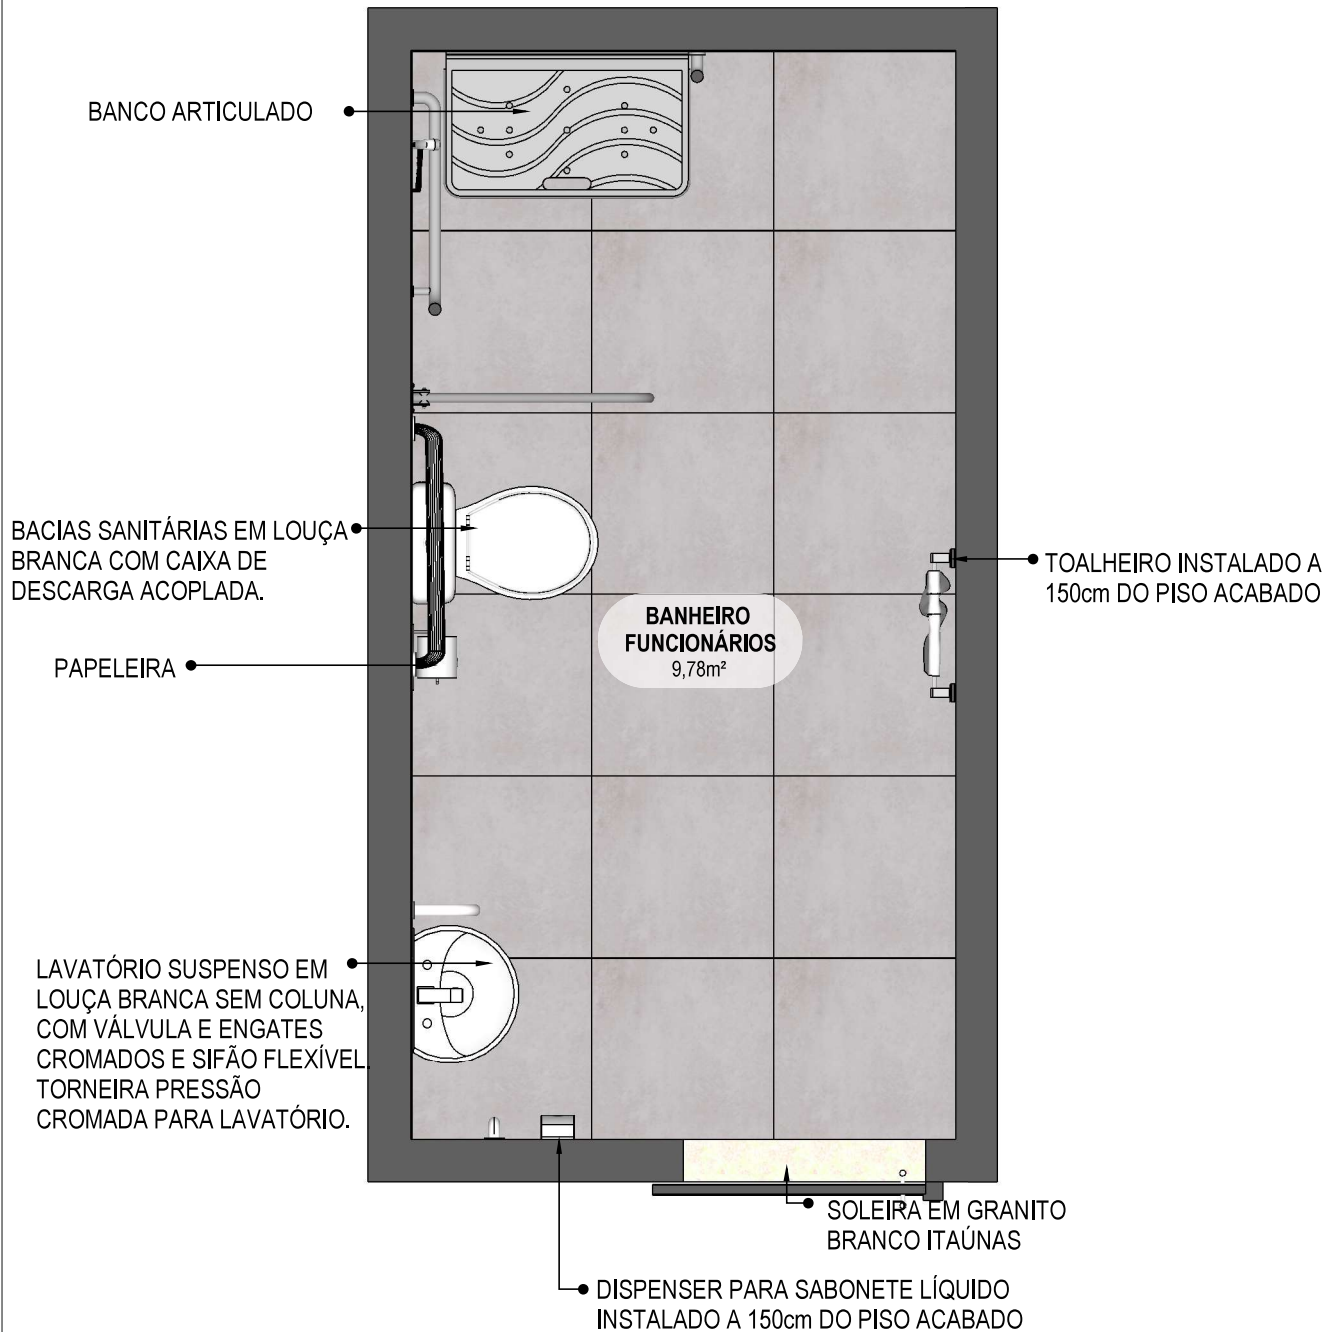 BANCO ARTICULADO
BACIAS SANITÁRIAS EM LOUÇA
BRANCA COM CAIXA DE
DESCARGA ACOPLADA.
TOALHEIRO INSTALADO A
150cm DO PISO ACABADO
BANHEIRO
FUNCIONÁRIOS
9,78m²
PAPELEIRA
LAVATÓRIO SUSPENSO EM
LOUÇA BRANCA SEM COLUNA,
COM VÁLVULA E ENGATES
CROMADOS E SIFÃO FLEXÍVEL.
TORNEIRA PRESSÃO
CROMADA PARA LAVATÓRIO.
SOLEIRA EM GRANITO
BRANCO ITAÚNAS
DISPENSER PARA SABONETE LÍQUIDO
INSTALADO A 150cm DO PISO ACABADO